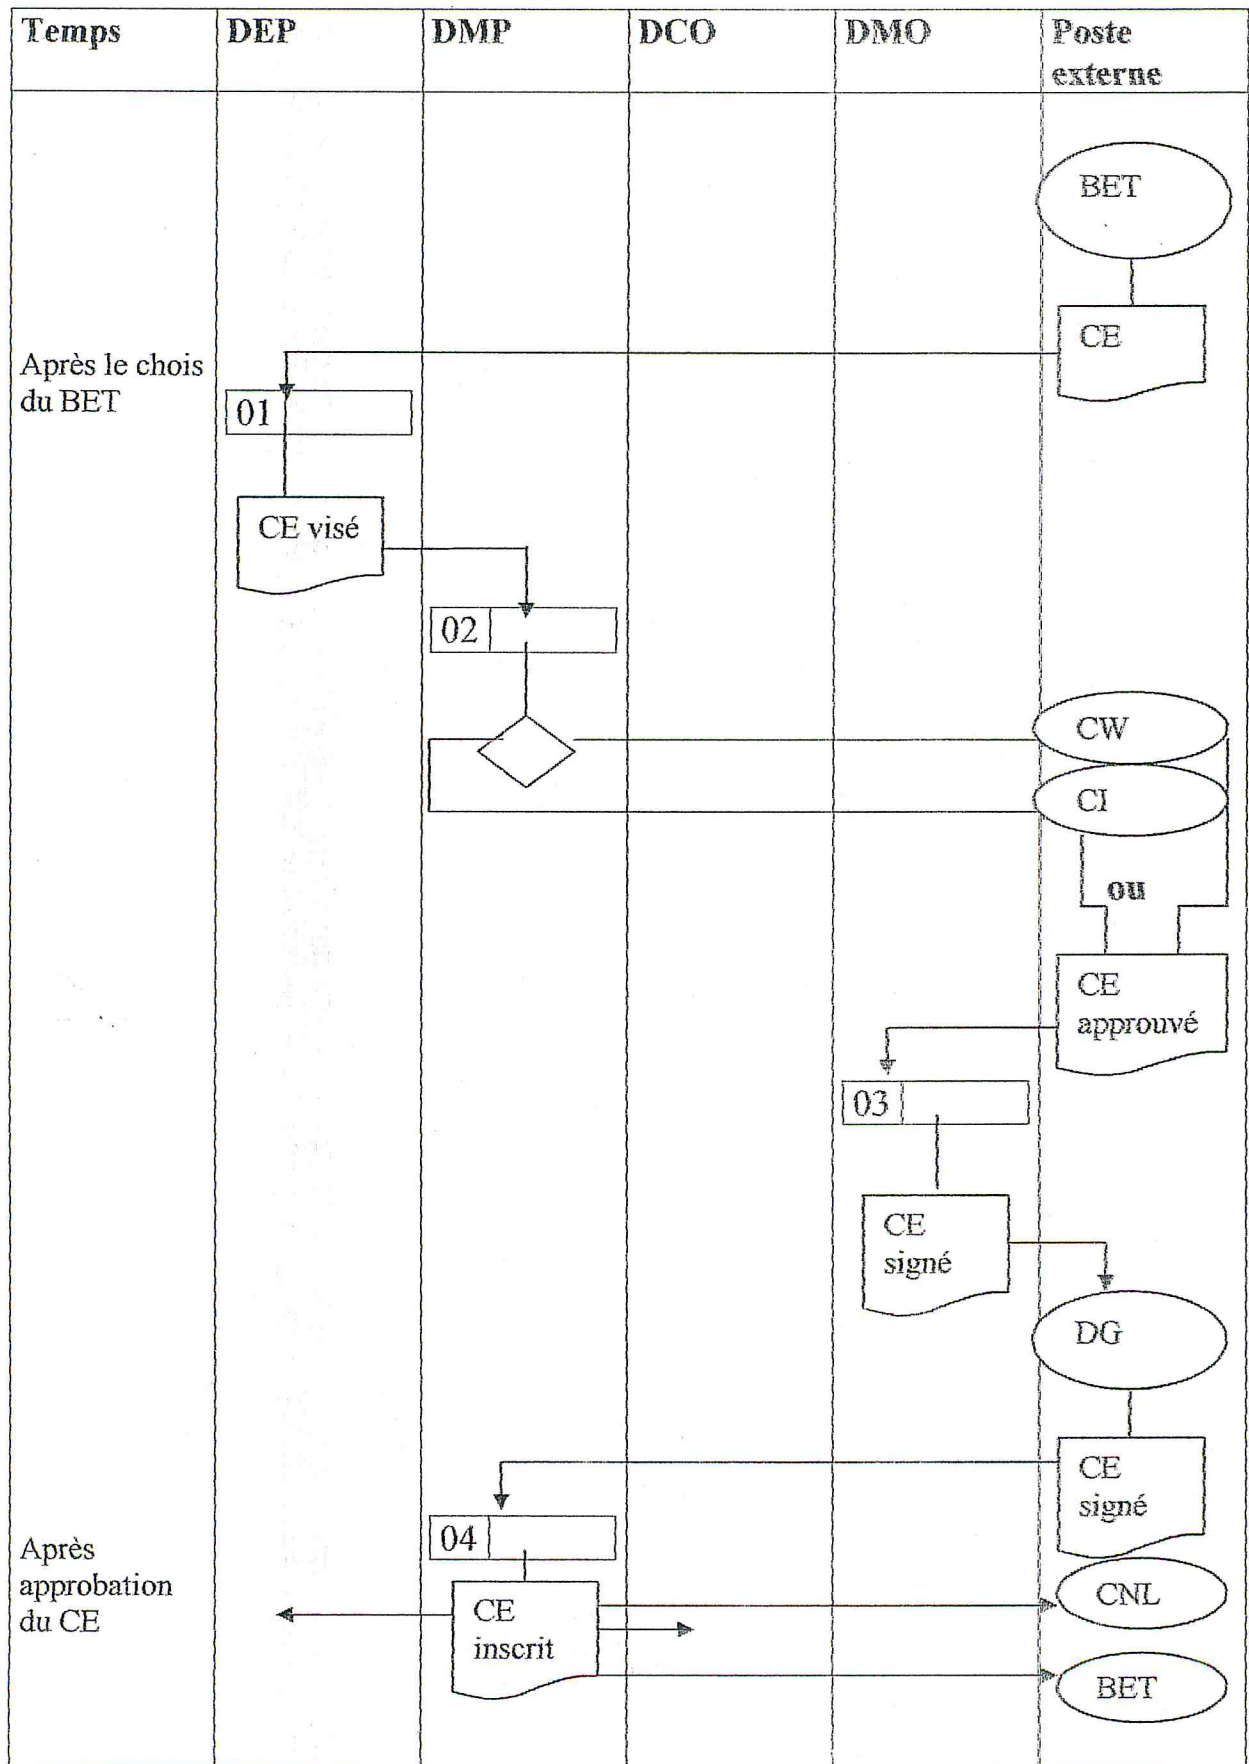 Temps DEP DMP DCO DMO Poste
externe
BET
CE
Après le chois
du BET
01
CE visé
02
CW
CI
ou
CE
approuvé
03
CE
signé
DG
CE
signé
04
Après
approbation
du CE
CE
inscrit
CNL
BET